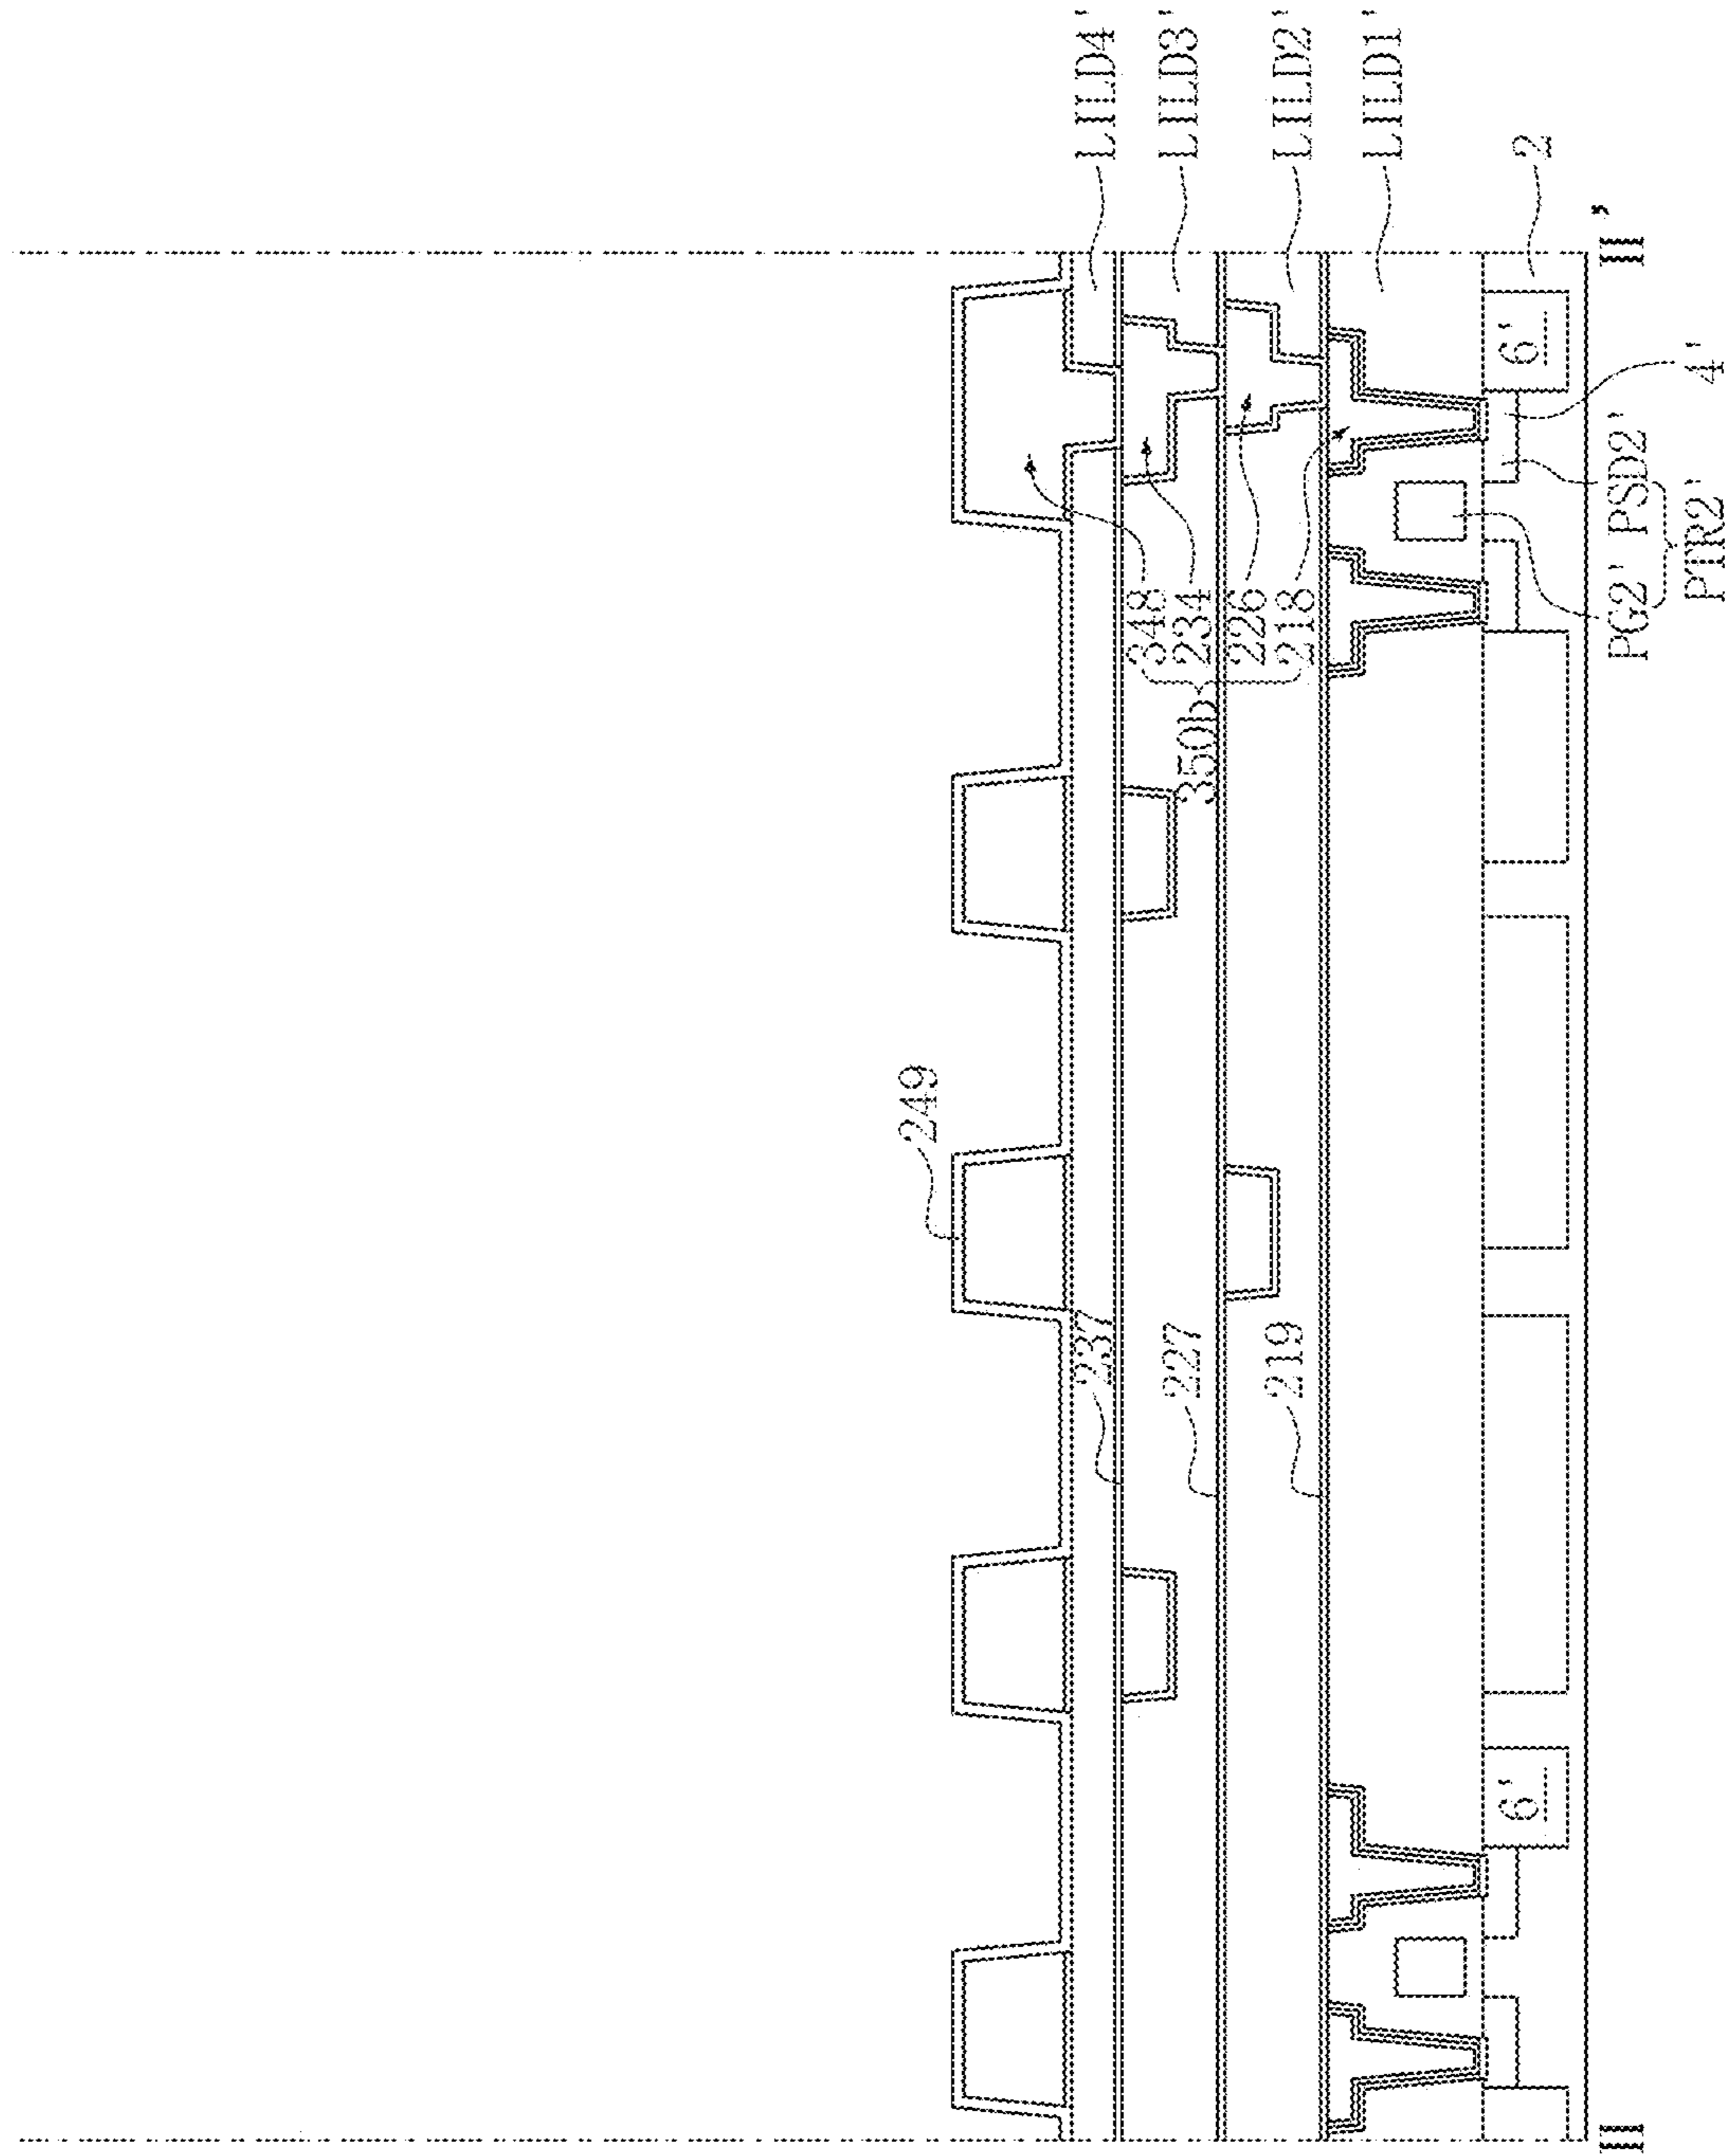 LILD4'
LILD3'
LILD2'
LILD1'
2
II'
6'
4'
PG2' PSD2'
PTR2'
348
234
226
218
350b
249
237
227
219
6'
II